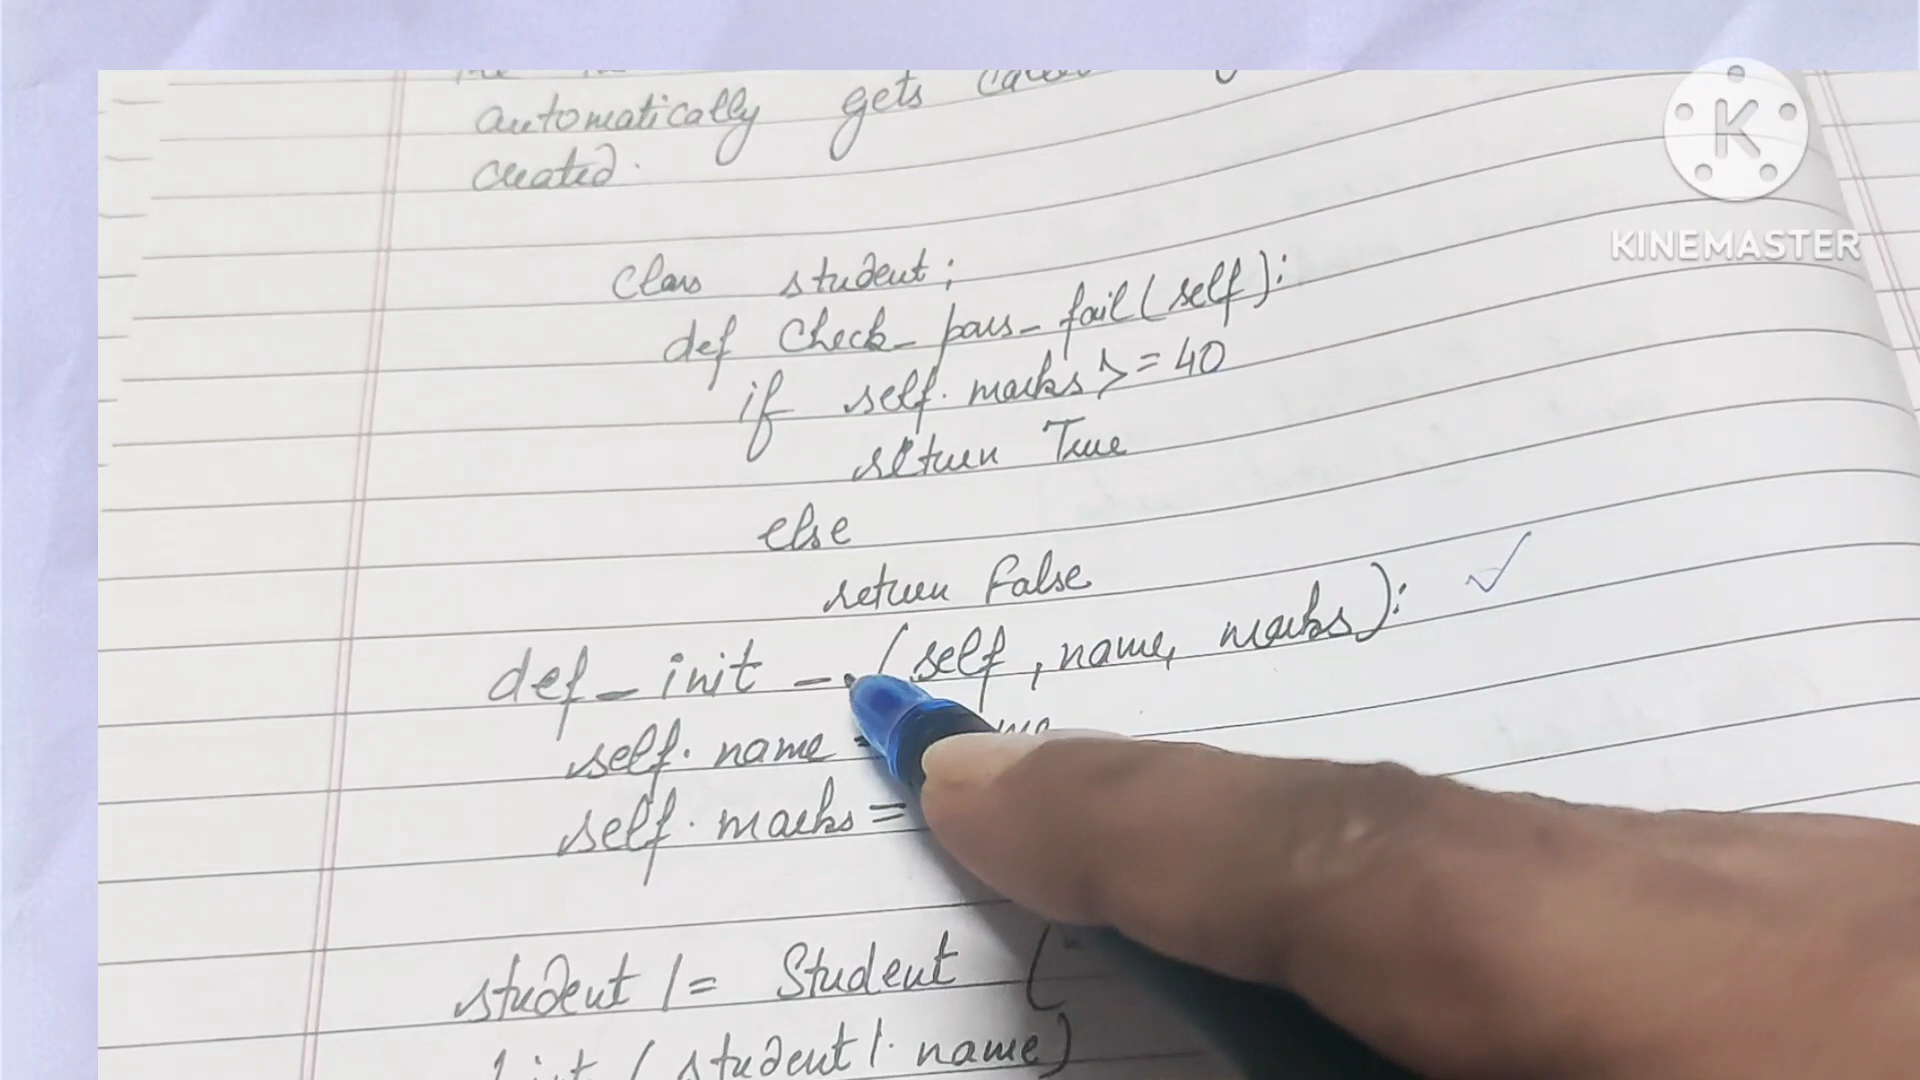 automatically gets
created.
KINEMASTER
class student:
def check_pass_fail(self):
if self.marks >= 40
return True
else
return False
def_init_(self, name, marks):
self.name =
self.marks =
student1= Student (
(student1.name)